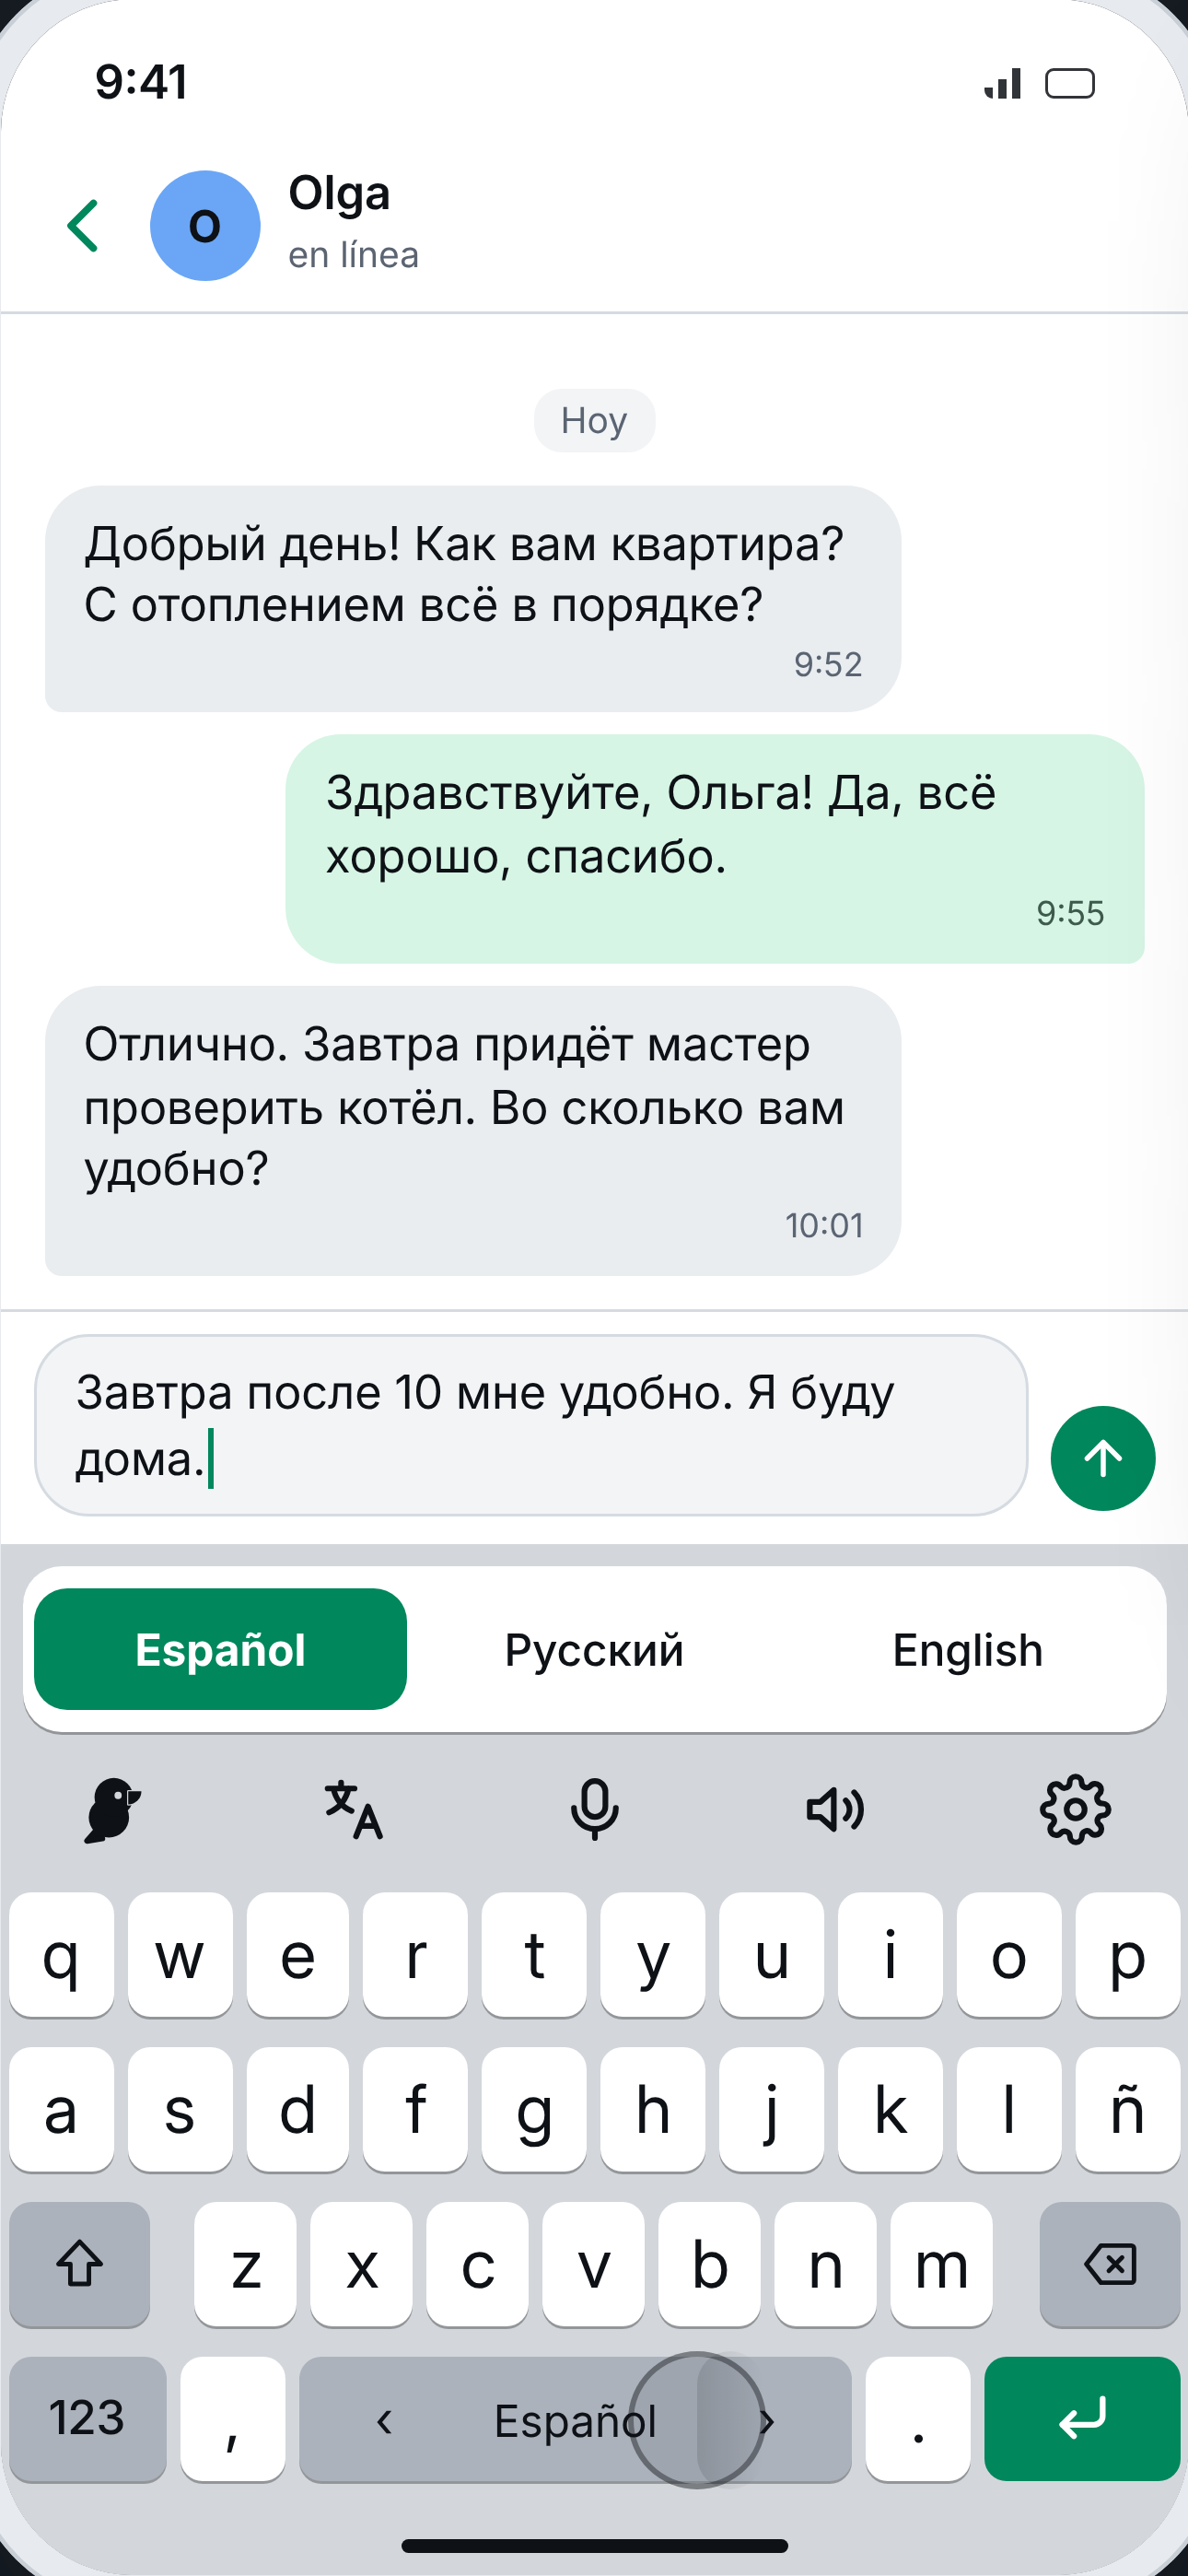 9:41
O
Olga
en línea
Hoy
Добрый день! Как вам квартира?
С отоплением всё в порядке?
9:52
Здравствуйте, Ольга! Да, всё
хорошо, спасибо.
9:55
Отлично. Завтра придёт мастер
проверить котёл. Во сколько вам
удобно?
10:01
Завтра после 10 мне удобно. Я буду
дома.
Español Русский English
q w e r t y u i o p
a s d f g h j k l ñ
z x c v b n m
123 , ‹ Español › .